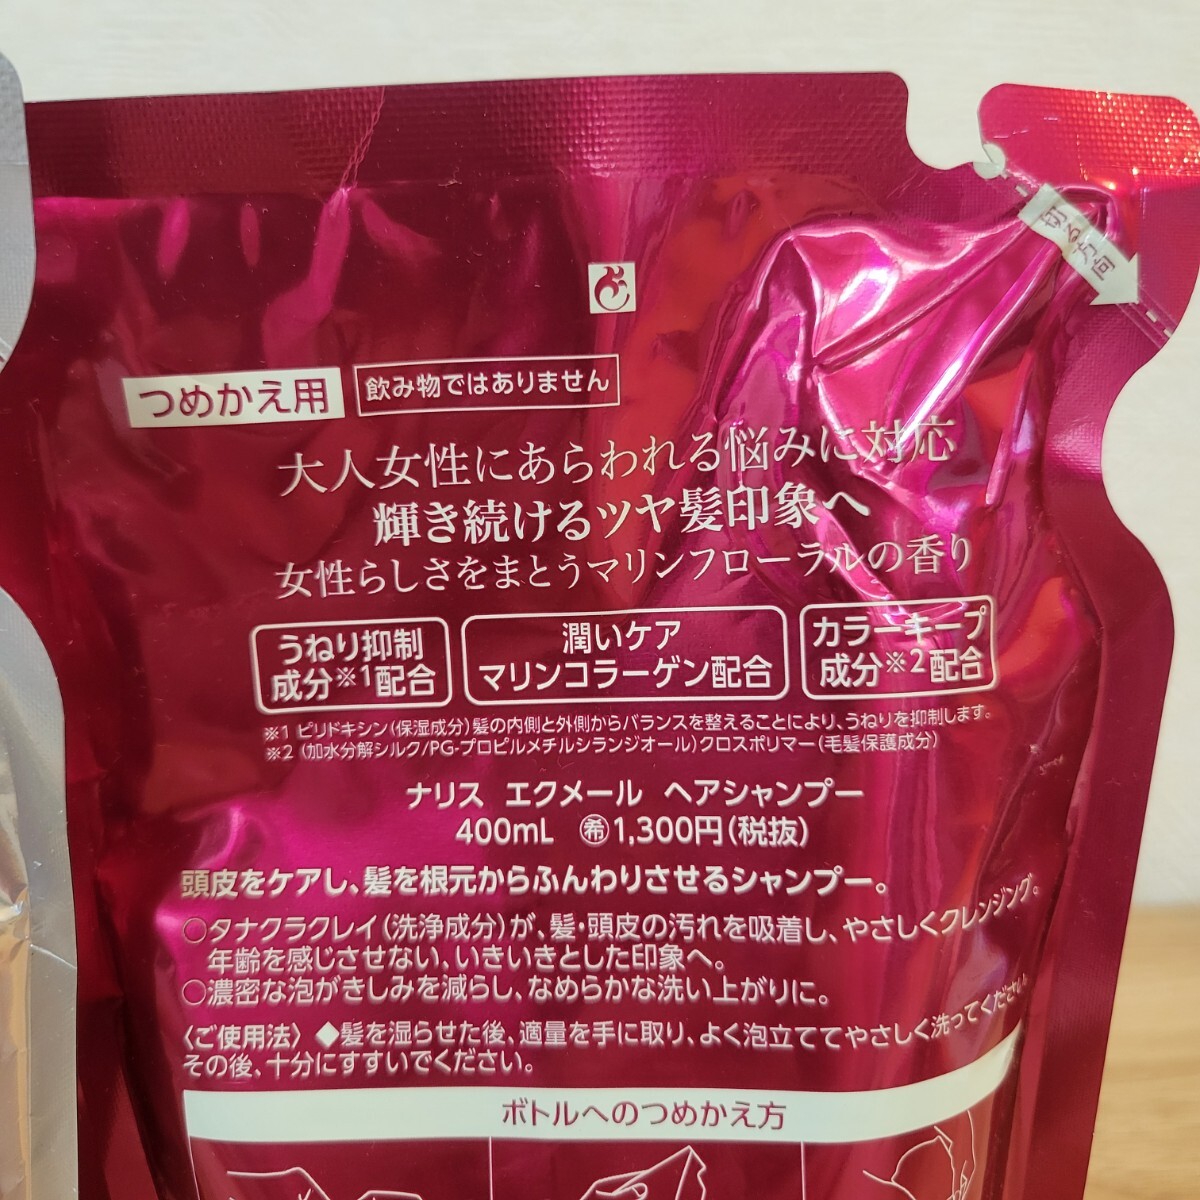 切る方向
つめかえ用
飲み物ではありません
大人女性にあらわれる悩みに対応
輝き続けるツヤ髪印象へ
女性らしさをまとうマリンフローラルの香り
うねり抑制
成分※1配合
潤いケア
マリンコラーゲン配合
カラーキープ
成分※2配合
※1 ピリドキシン(保湿成分)髪の内側と外側からバランスを整えることにより、うねりを抑制します。
※2 (加水分解シルク/PG-プロピルメチルシランジオール)クロスポリマー(毛髪保護成分)
ナリス エクメール ヘアシャンプー
400mL ㊝希1,300円(税抜)
頭皮をケアし、髪を根元からふんわりさせるシャンプー。
○タナクラクレイ(洗浄成分)が、髪・頭皮の汚れを吸着し、やさしくクレンジング。
年齢を感じさせない、いきいきとした印象へ。
○濃密な泡がきしみを減らし、なめらかな洗い上がりに。
〈ご使用法〉◆髪を湿らせた後、適量を手に取り、よく泡立ててやさしく洗ってください。
その後、十分にすすいでください。
ボトルへのつめかえ方